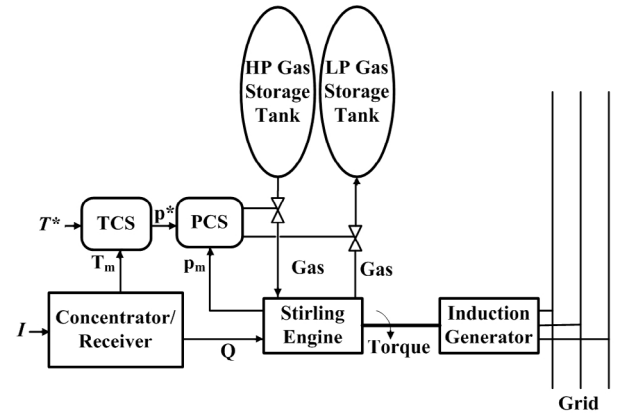 HP Gas
Storage
Tank
LP Gas
Storage
Tank
T*
TCS
p*
PCS
Tm
pm
Gas
Gas
I
Concentrator/
Receiver
Q
Stirling
Engine
Torque
Induction
Generator
Grid